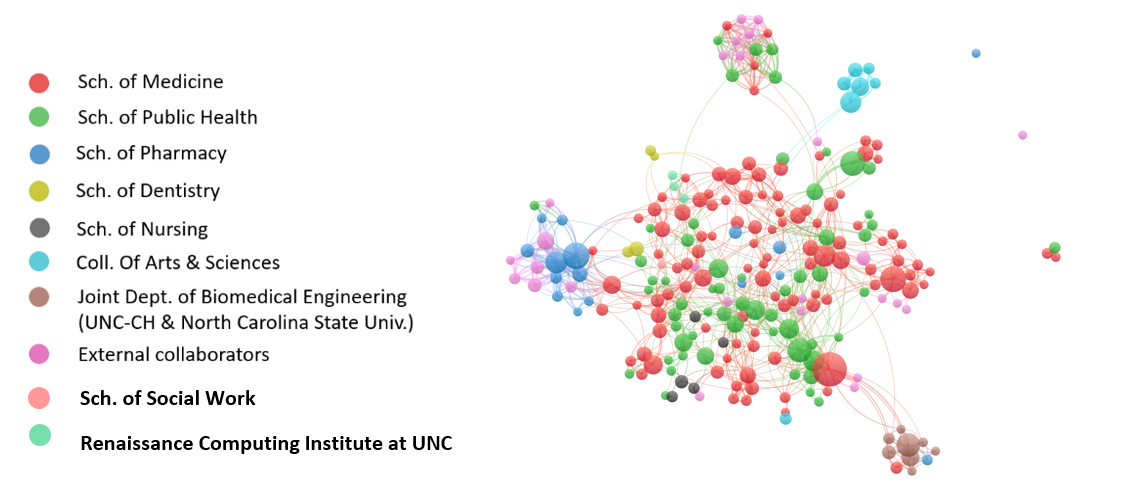 Sch. of Medicine
Sch. of Public Health
Sch. of Pharmacy
Sch. of Dentistry
Sch. of Nursing
Coll. Of Arts & Sciences
Joint Dept. of Biomedical Engineering
(UNC-CH & North Carolina State Univ.)
External collaborators
Sch. of Social Work
Renaissance Computing Institute at UNC